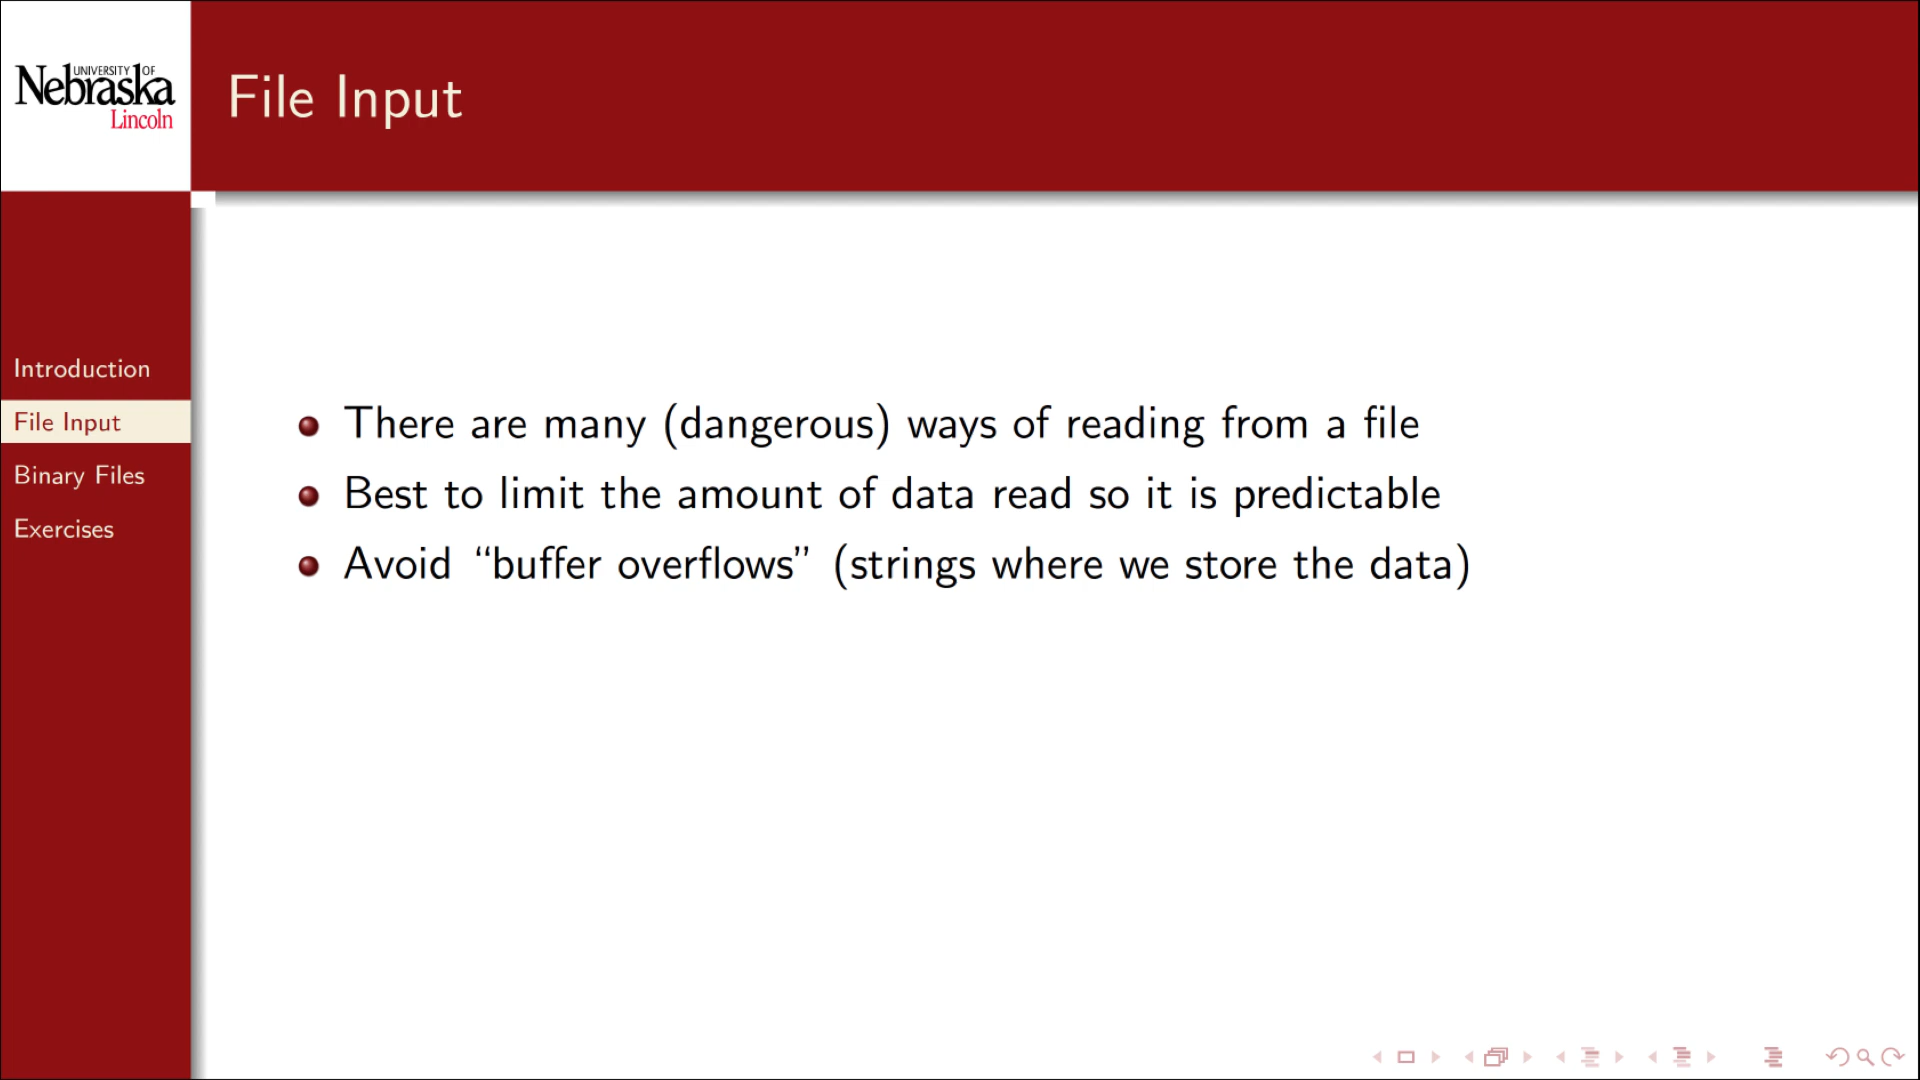 UNIVERSITY OF
Nebraska
Lincoln
File Input
Introduction
File Input
Binary Files
Exercises
There are many (dangerous) ways of reading from a file
Best to limit the amount of data read so it is predictable
Avoid “buffer overflows” (strings where we store the data)